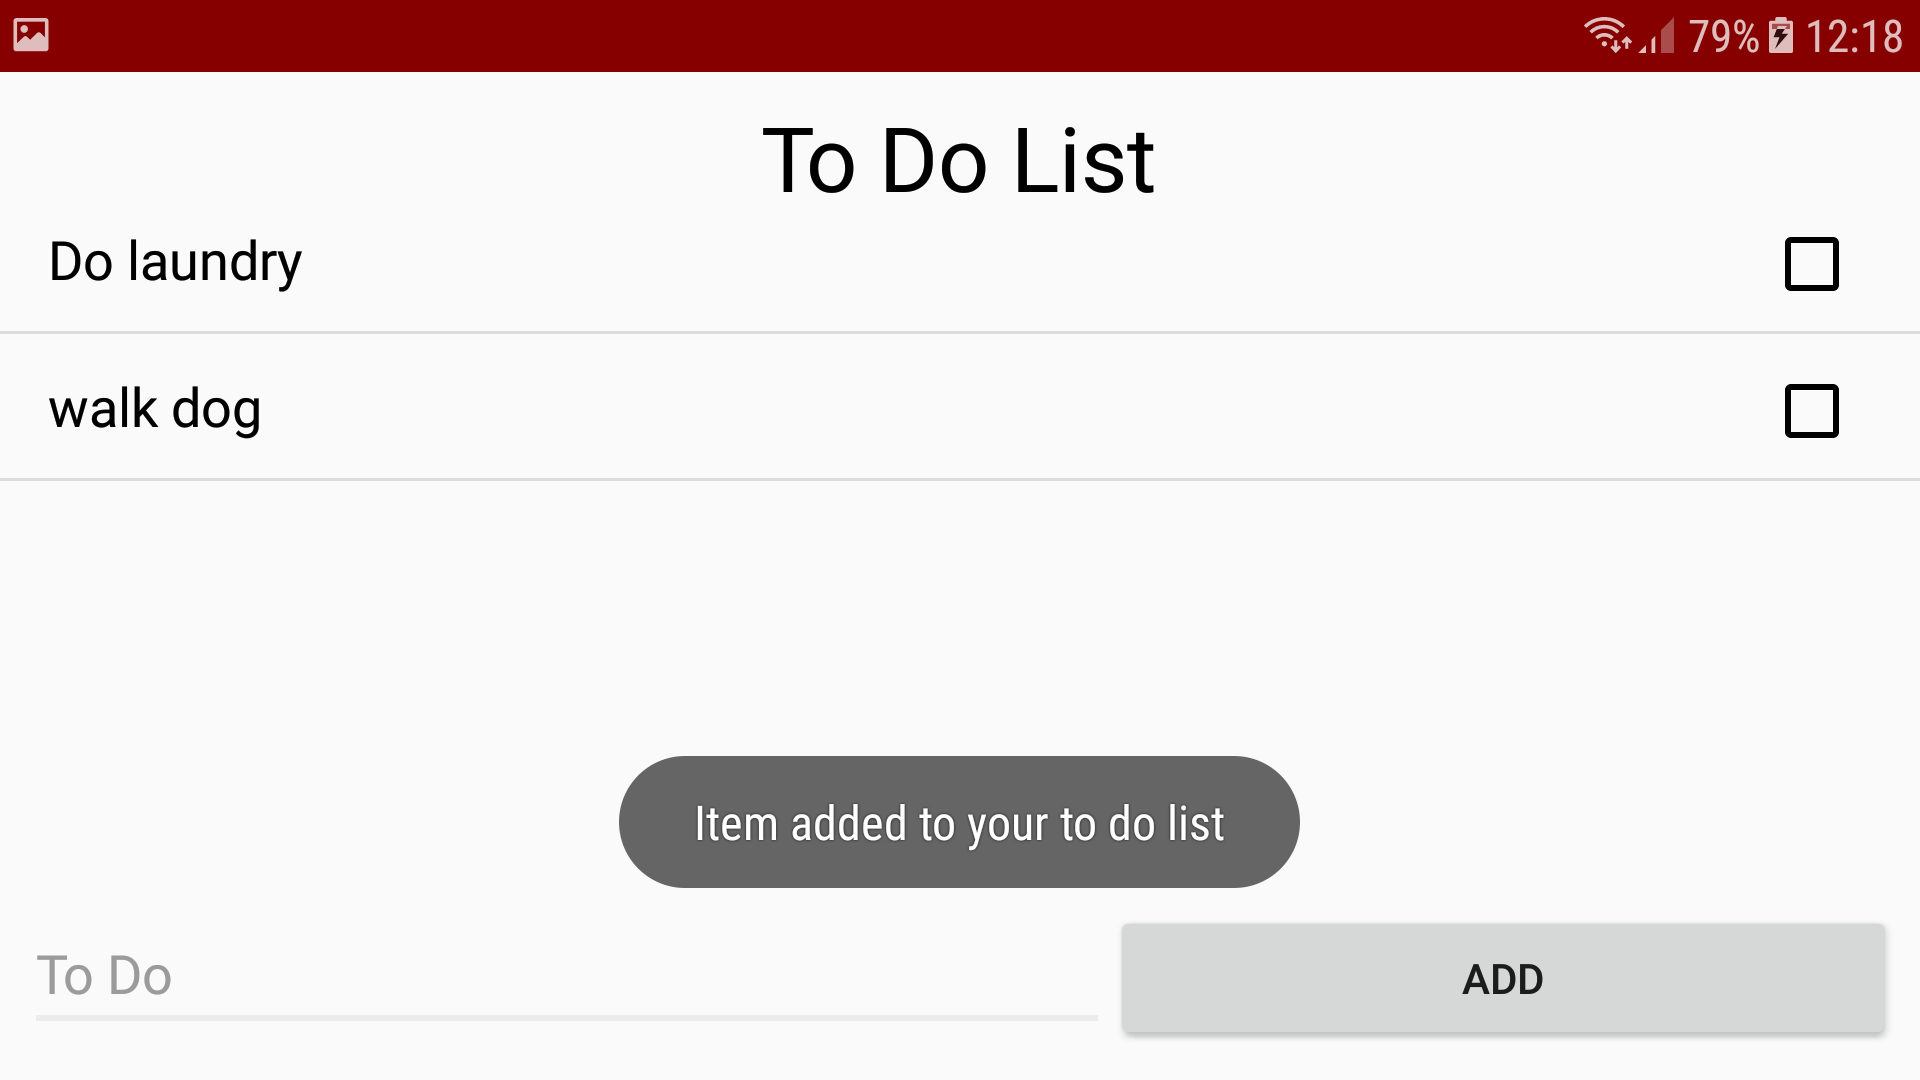 79% 12:18
To Do List
Do laundry
walk dog
Item added to your to do list
To Do
ADD